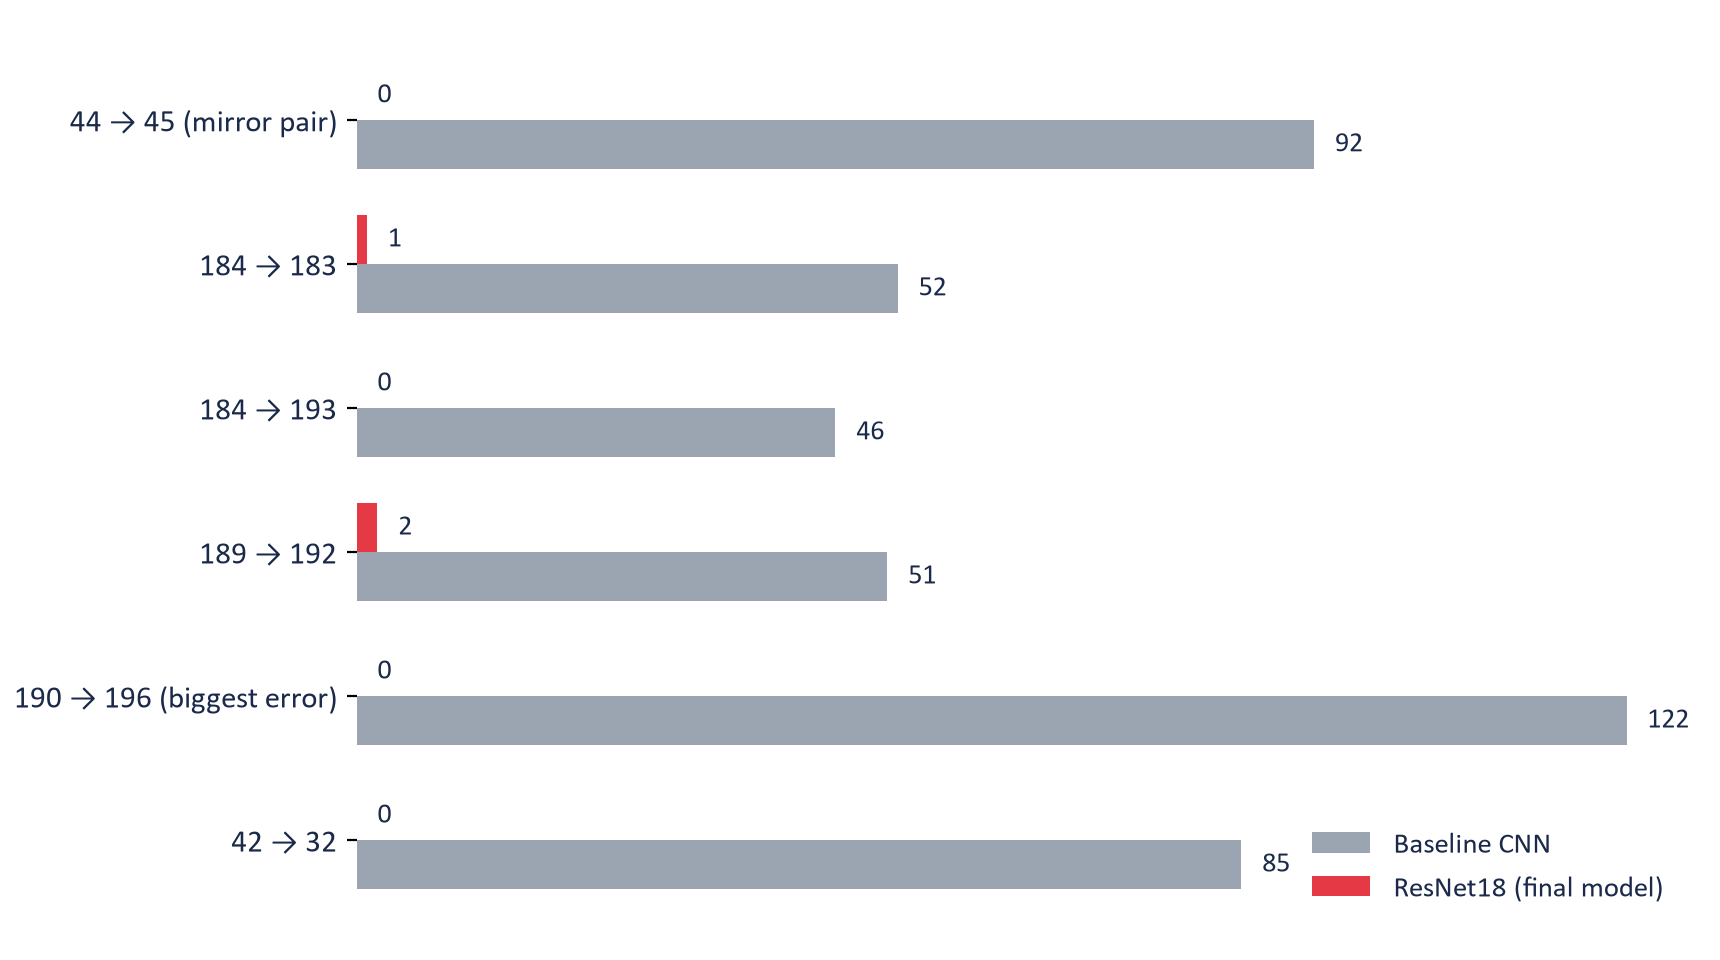 0
44 → 45 (mirror pair)
92
1
184 → 183
52
0
184 → 193
46
2
189 → 192
51
0
190 → 196 (biggest error)
122
0
42 → 32
85
Baseline CNN
ResNet18 (final model)